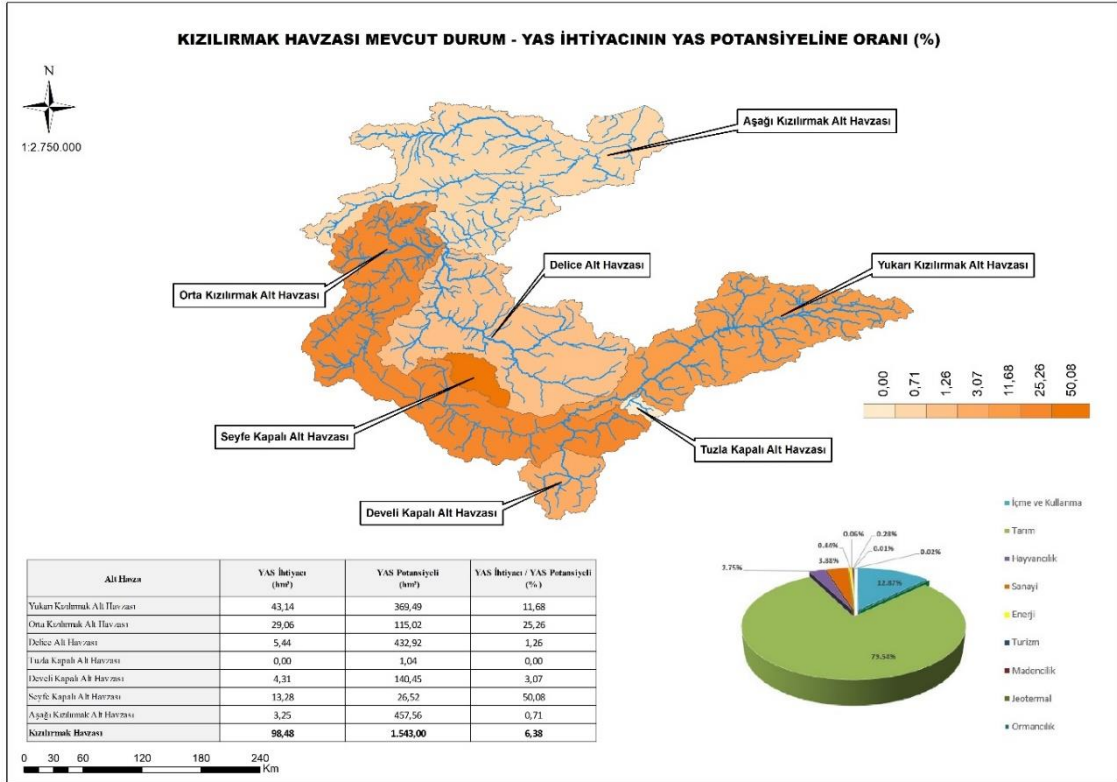 KIZILIRMAK HAVZASI MEVCUT DURUM - YAS İHTİYACININ YAS POTANSİYELİNE ORANI (%)
N
1:2.750.000
Aşağı Kızılırmak Alt Havzası
Delice Alt Havzası
Yukarı Kızılırmak Alt Havzası
Orta Kızılırmak Alt Havzası
0,00
0,71
1,26
3,07
11,68
25,26
50,08
Seyfe Kapalı Alt Havzası
Tuzla Kapalı Alt Havzası
Develi Kapalı Alt Havzası
Alt Havza YAS İhtiyacı (hm³) YAS Potansiyeli (hm³) YAS İhtiyacı / YAS Potansiyeli (%)
Yukarı Kızılırmak Alt Havzası 43,14 369,49 11,68
Orta Kızılırmak Alt Havzası 29,06 115,02 25,26
Delice Alt Havzası 5,44 432,92 1,26
Tuzla Kapalı Alt Havzası 0,00 1,04 0,00
Develi Kapalı Alt Havzası 4,31 140,45 3,07
Seyfe Kapalı Alt Havzası 13,28 26,52 50,08
Aşağı Kızılırmak Alt Havzası 3,25 457,56 0,71
Kızılırmak Havzası 98,48 1.543,00 6,38
0 30 60 120 180 240
Km
0.06% 0.28%
0.01%
0.02%
3.88%
2.75%
12.87%
79.54%
İçme ve Kullanma
Tarım
Hayvancılık
Sanayi
Enerji
Turizm
Madencilik
Jeotermal
Ormancılık